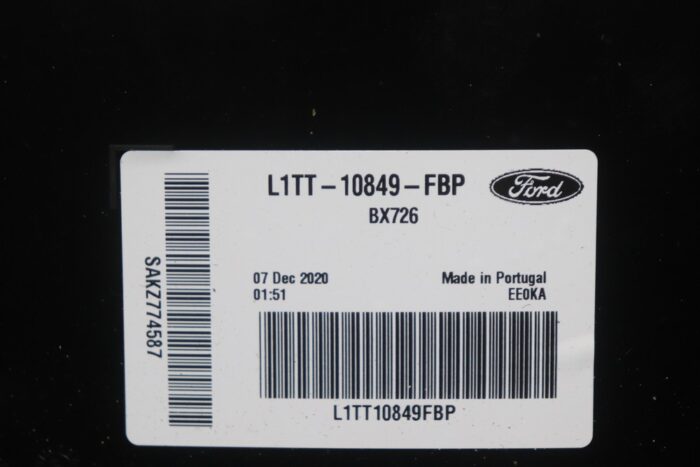 L1TT-10849-FBP
Ford
BX726
07 Dec 2020
Made in Portugal
01:51
EE0KA
SAKZ774587
L1TT10849FBP